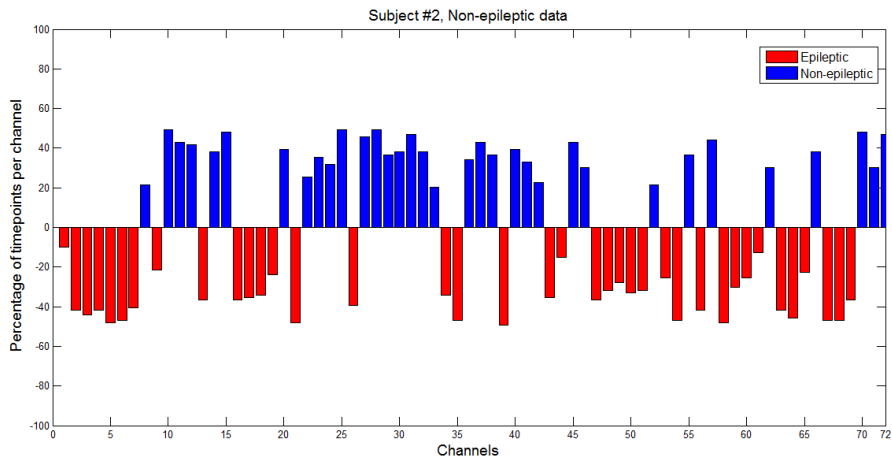 Subject #2, Non-epileptic data
Percentage of timepoints per channel
100
80
60
40
20
0
-20
-40
-60
-80
-100
Epileptic
Non-epileptic
0 5 10 15 20 25 30 35 40 45 50 55 60 65 70 72
Channels